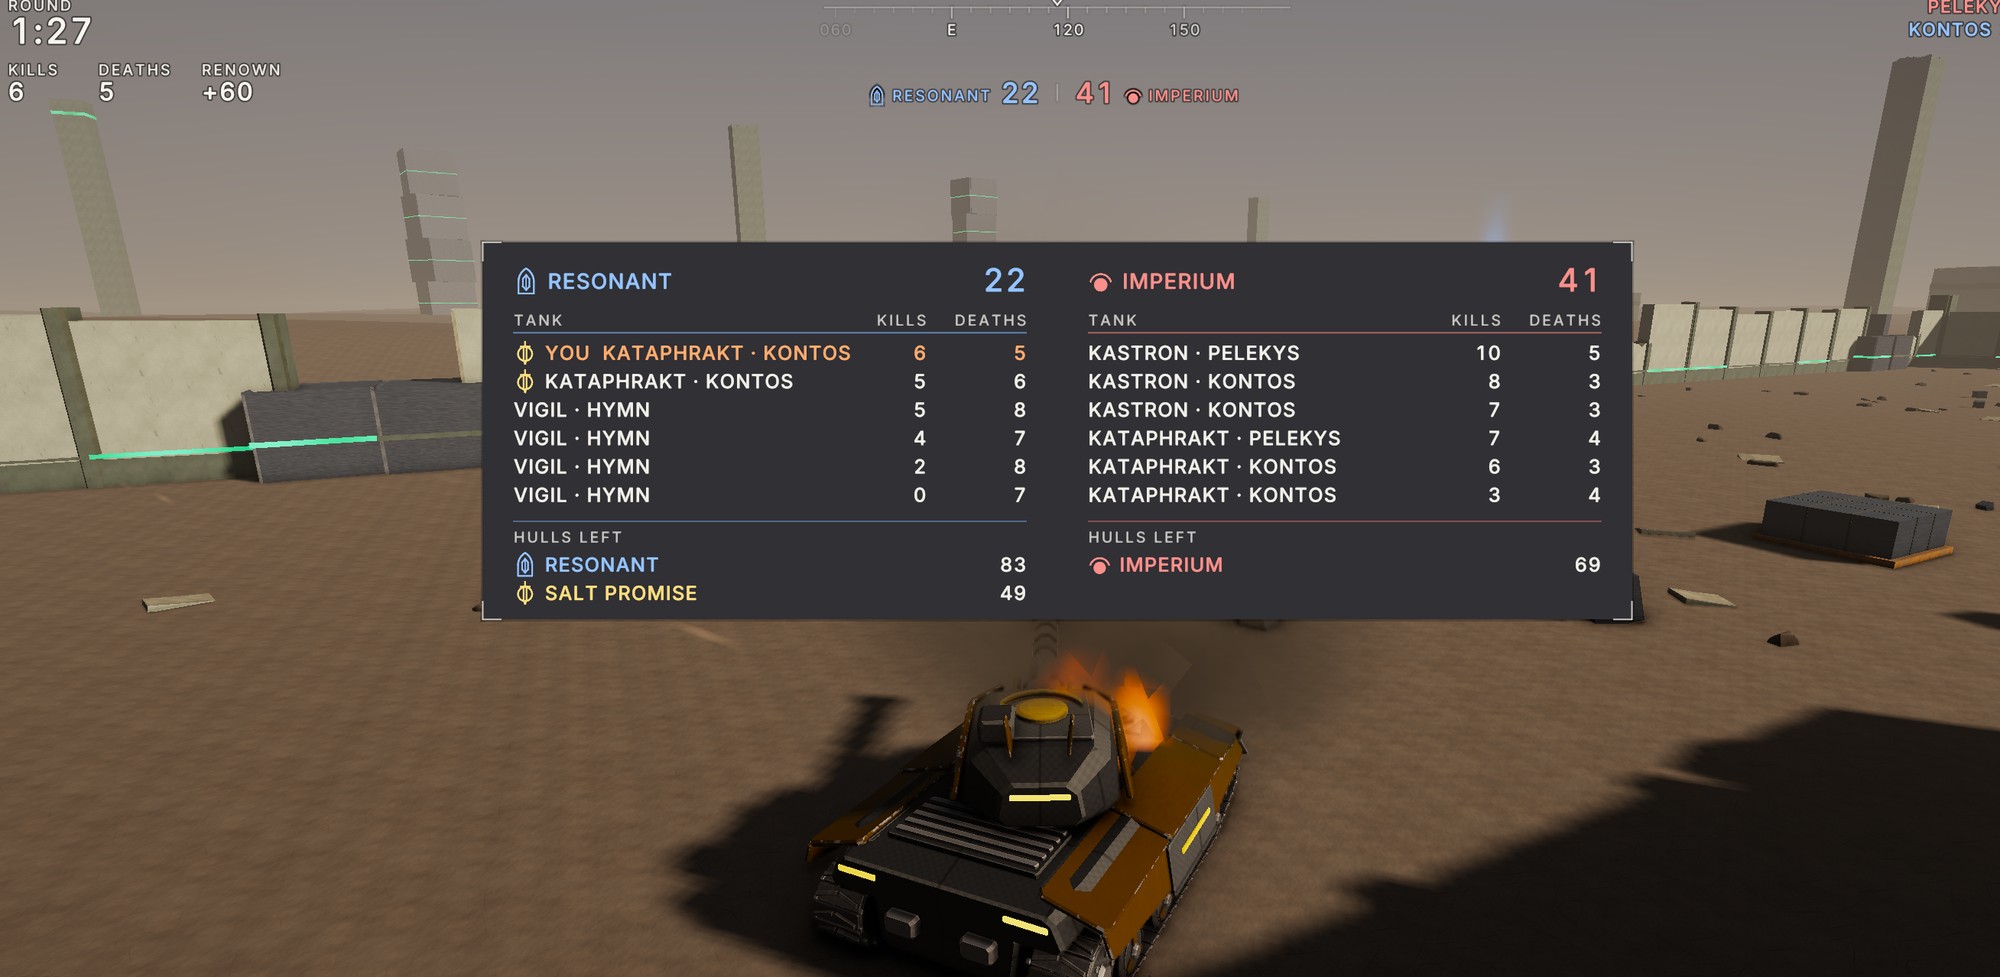 ROUND
1:27
KILLS DEATHS RENOWN
6 5 +60
060 E 120 150
KONTOS
RESONANT 22 | 41 IMPERIUM
RESONANT 22
TANK KILLS DEATHS
YOU KATAPHRAKT · KONTOS 6 5
KATAPHRAKT · KONTOS 5 6
VIGIL · HYMN 5 8
VIGIL · HYMN 4 7
VIGIL · HYMN 2 8
VIGIL · HYMN 0 7
HULLS LEFT
RESONANT 83
SALT PROMISE 49
IMPERIUM 41
TANK KILLS DEATHS
KASTRON · PELEKYS 10 5
KASTRON · KONTOS 8 3
KASTRON · KONTOS 7 3
KATAPHRAKT · PELEKYS 7 4
KATAPHRAKT · KONTOS 6 3
KATAPHRAKT · KONTOS 3 4
HULLS LEFT
IMPERIUM 69